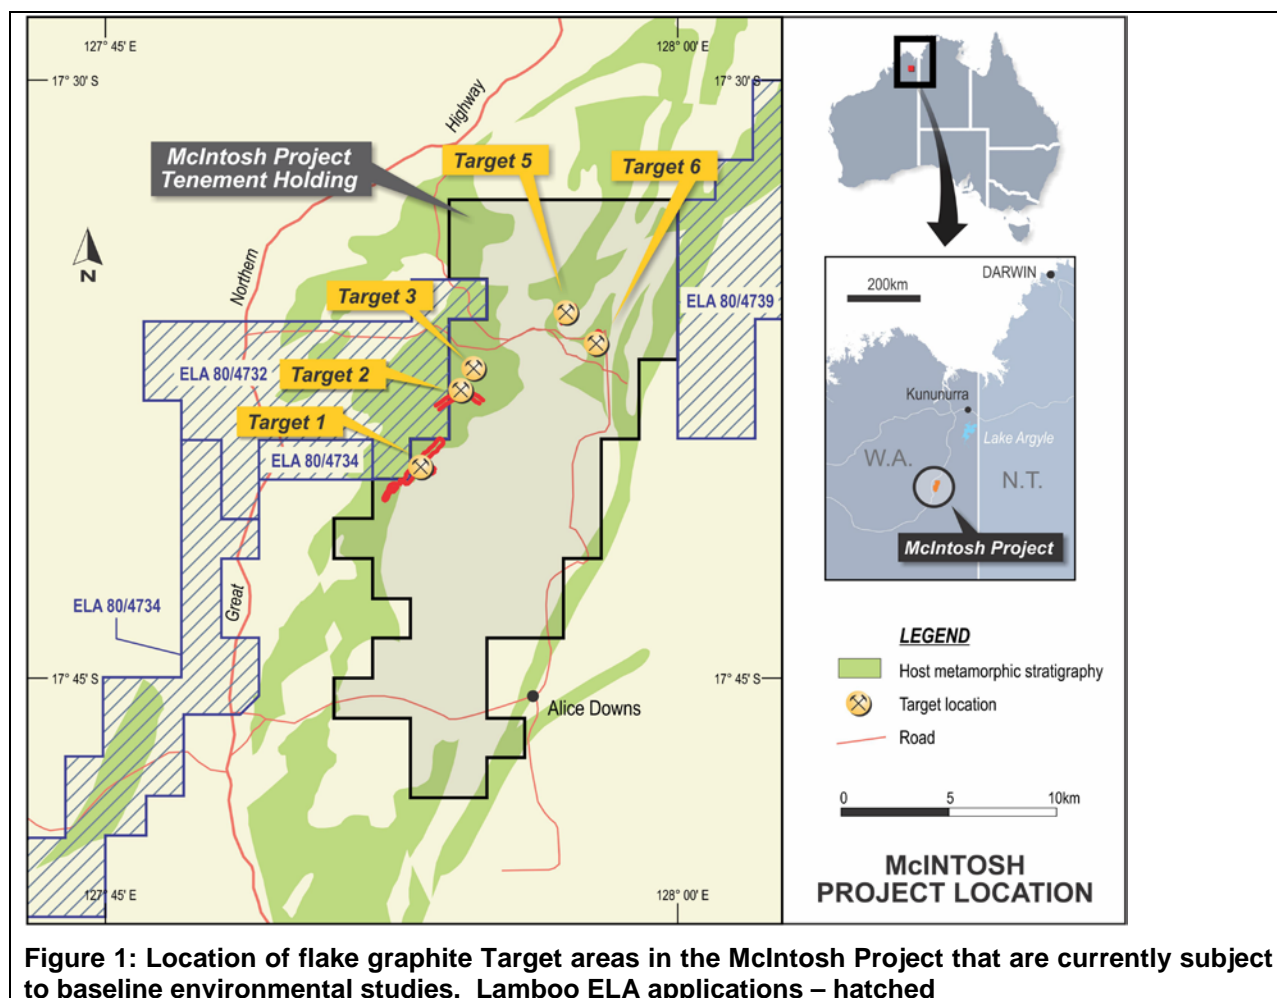 127° 45' E
128° 00' E
17° 30' S
17° 30' S
Highway
McIntosh Project
Tenement Holding
Target 5
Target 6
Northern
N
Target 3
ELA 80/4739
ELA 80/4732
Target 2
Target 1
ELA 80/4734
Great
ELA 80/4734
17° 45' S
17° 45' S
Alice Downs
127° 45' E
128° 00' E
200km
DARWIN
Kununurra
Lake Argyle
W.A.
N.T.
McIntosh Project
LEGEND
Host metamorphic stratigraphy
Target location
Road
0 5 10km
McINTOSH
PROJECT LOCATION
Figure 1: Location of flake graphite Target areas in the McIntosh Project that are currently subject
to baseline environmental studies. Lamboo ELA applications – hatched